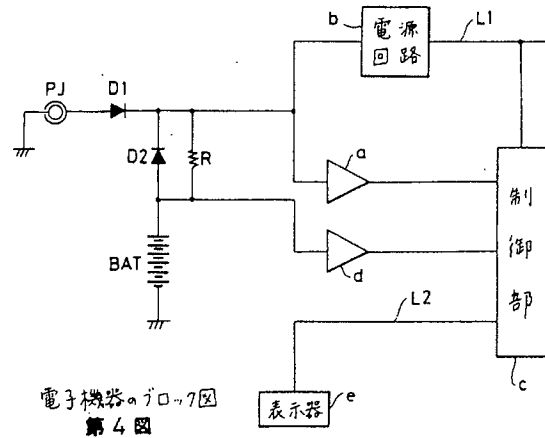 b
電源
回路
L1
PJ
D1
D2
R
a
BAT
d
制
御
部
L2
c
表示器
e
電子機器のブロック図
第4図